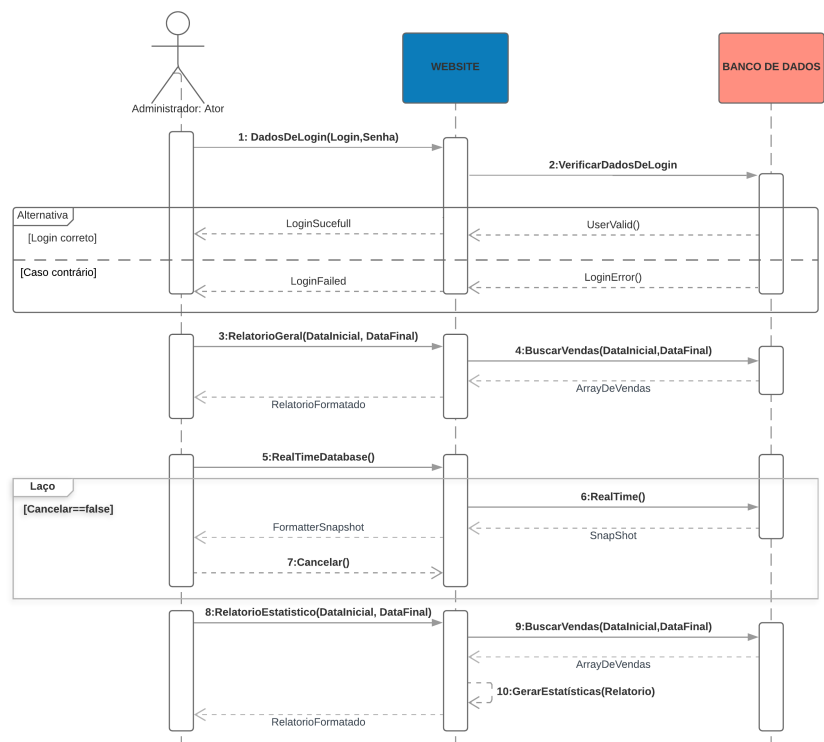 WEBSITE
BANCO DE DADOS
Administrador: Ator
1: DadosDeLogin(Login,Senha)
2:VerificarDadosDeLogin
Alternativa
LoginSucefull
UserValid()
[Login correto]
[Caso contrário]
LoginFailed
LoginError()
3:RelatorioGeral(DataInicial, DataFinal)
4:BuscarVendas(DataInicial,DataFinal)
ArrayDeVendas
RelatorioFormatado
5:RealTimeDatabase()
Laço
6:RealTime()
[Cancelar==false]
FormatterSnapshot
SnapShot
7:Cancelar()
8:RelatorioEstatistico(DataInicial, DataFinal)
9:BuscarVendas(DataInicial,DataFinal)
ArrayDeVendas
10:GerarEstatísticas(Relatorio)
RelatorioFormatado